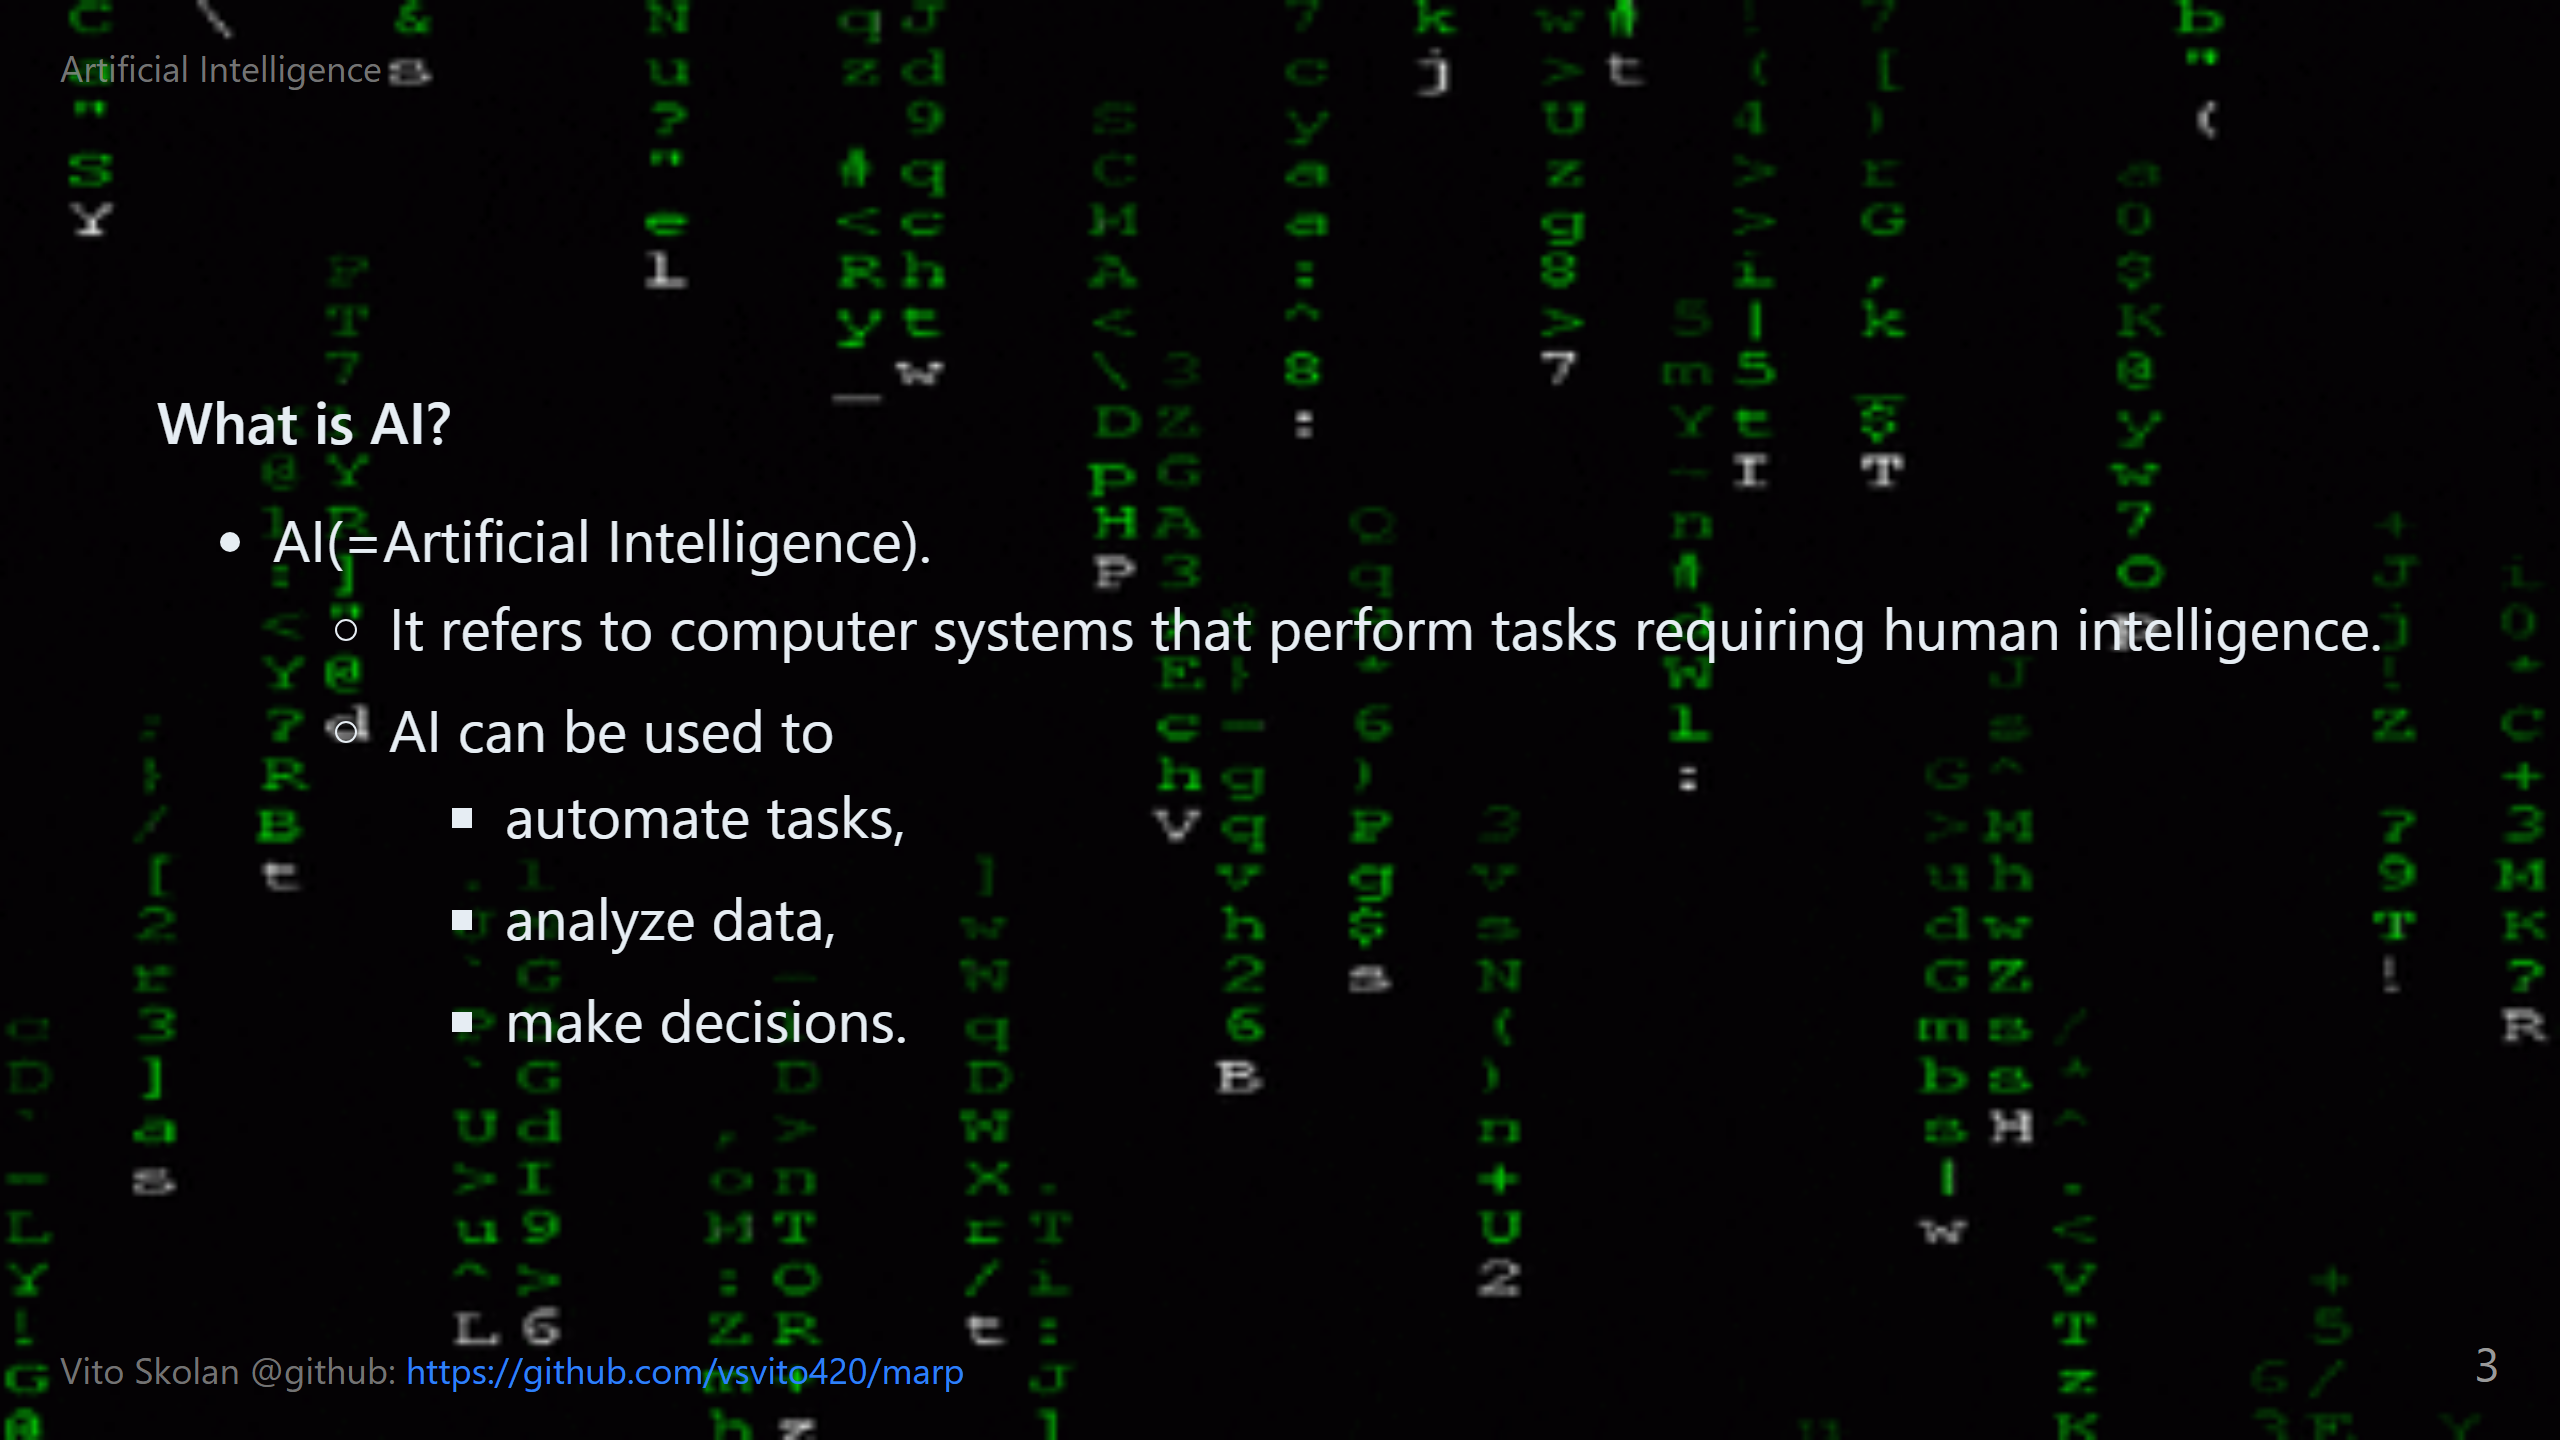 Artificial Intelligence
What is AI?
• AI(=Artificial Intelligence).
○ It refers to computer systems that perform tasks requiring human intelligence.
○ AI can be used to
▪ automate tasks,
▪ analyze data,
▪ make decisions.
Vito Skolan @github: https://github.com/vsvito420/marp
3